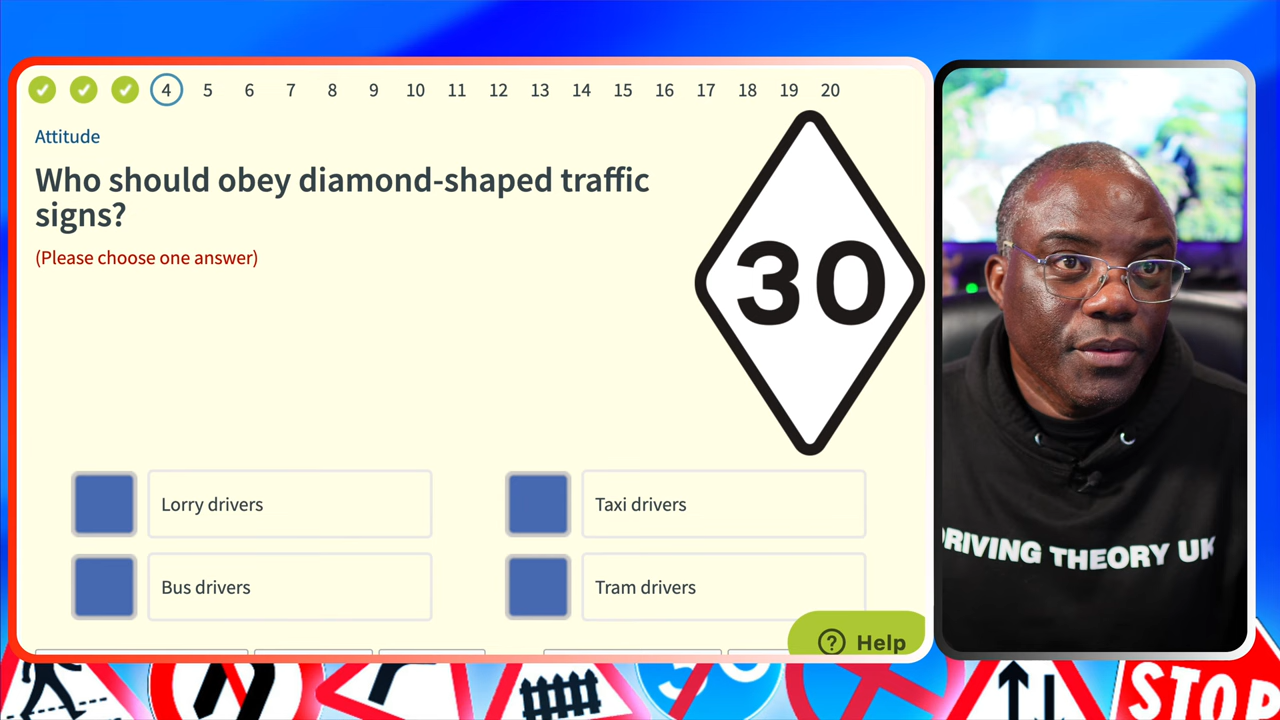 4 5 6 7 8 9 10 11 12 13 14 15 16 17 18 19 20
Attitude
Who should obey diamond-shaped traffic
signs?
(Please choose one answer)
30
Lorry drivers
Taxi drivers
Bus drivers
Tram drivers
? Help
DRIVING THEORY UK
STOP